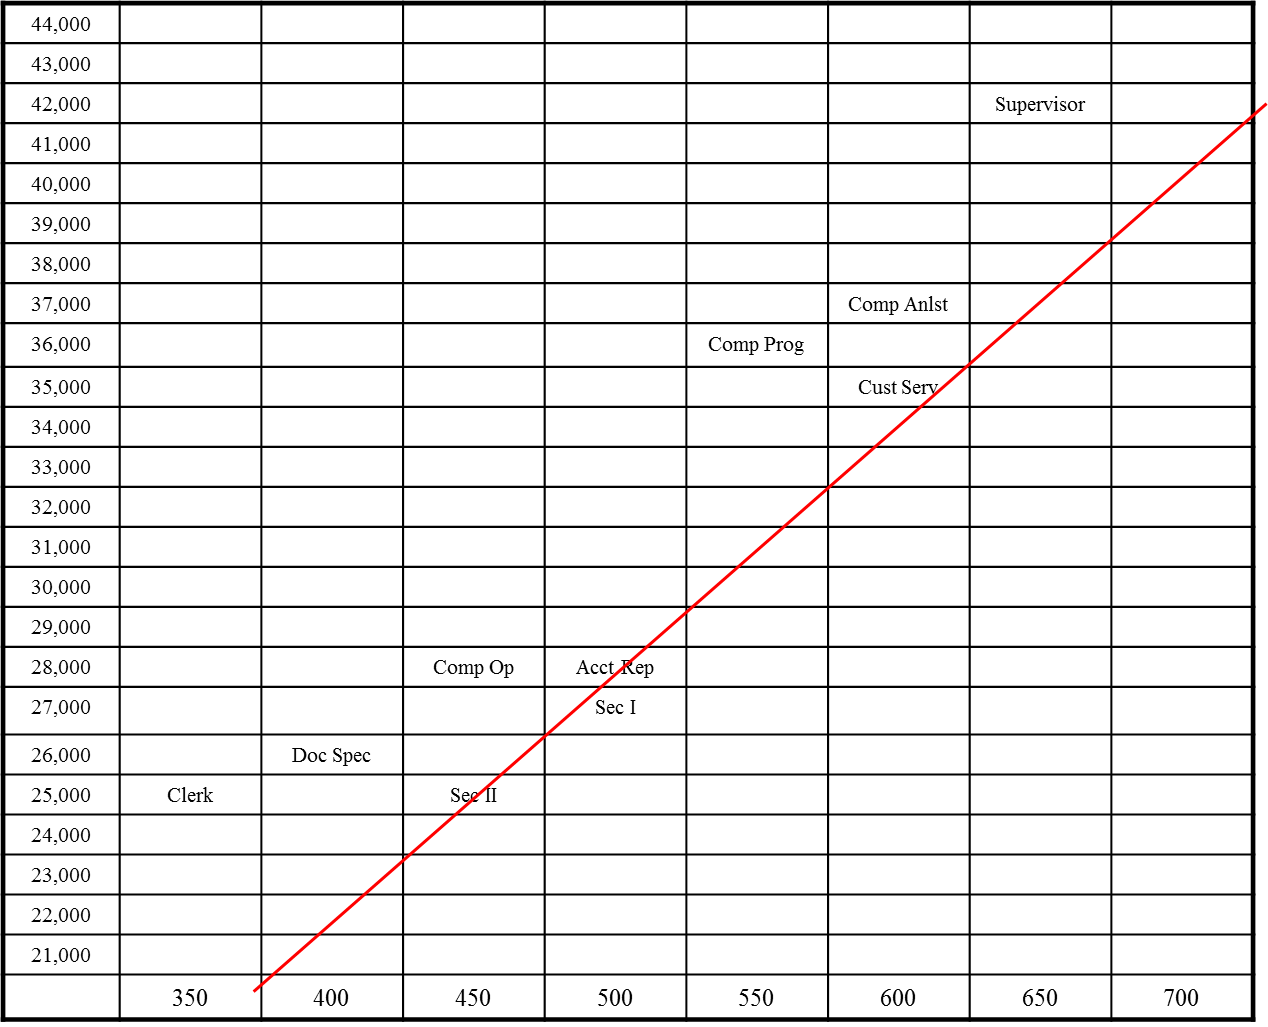 44,000
43,000
42,000 Supervisor
41,000
40,000
39,000
38,000
37,000 Comp Anlst
36,000 Comp Prog
35,000 Cust Serv
34,000
33,000
32,000
31,000
30,000
29,000
28,000 Comp Op Acct Rep
27,000 Sec I
26,000 Doc Spec
25,000 Clerk Sec II
24,000
23,000
22,000
21,000
350 400 450 500 550 600 650 700